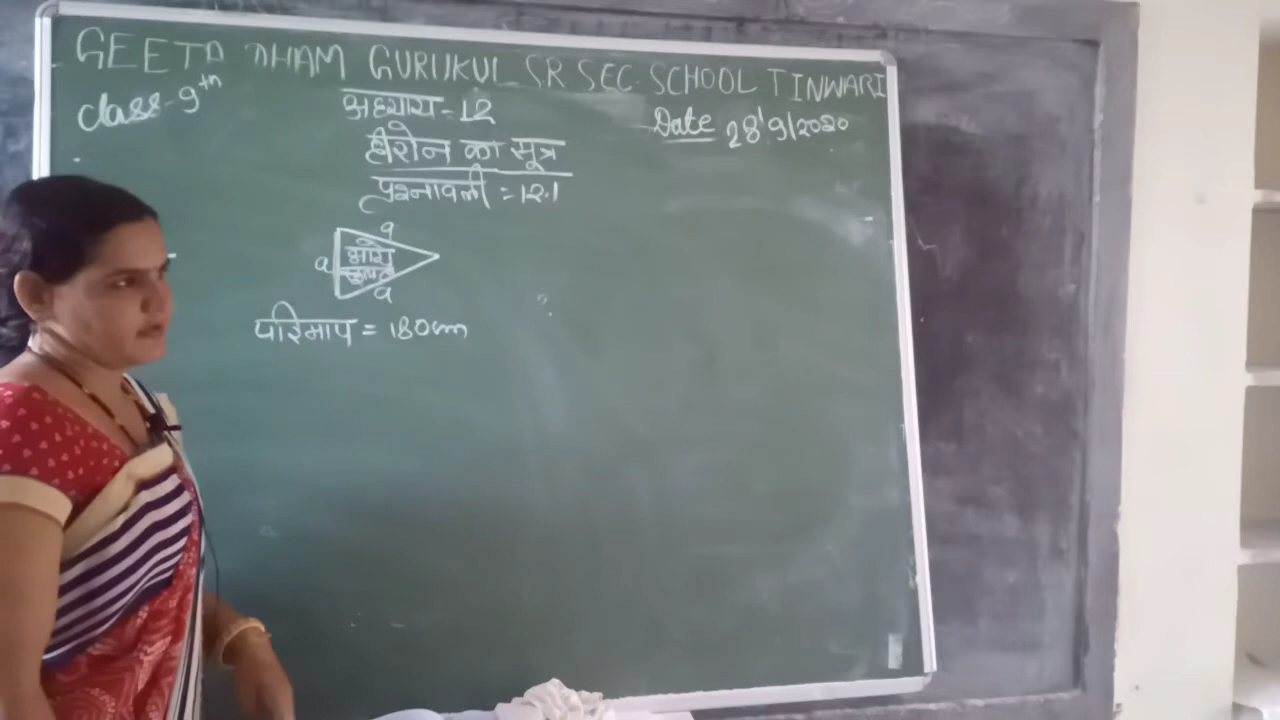 GEETA DHAM GURUKUL SR SEC. SCHOOL TINWARI
class-9th
अध्याय=12
Date 28/9/2020
हीरोन का सूत्र
प्रश्नावली=12.1
a
आगे
a
a
परिमाप = 180cm